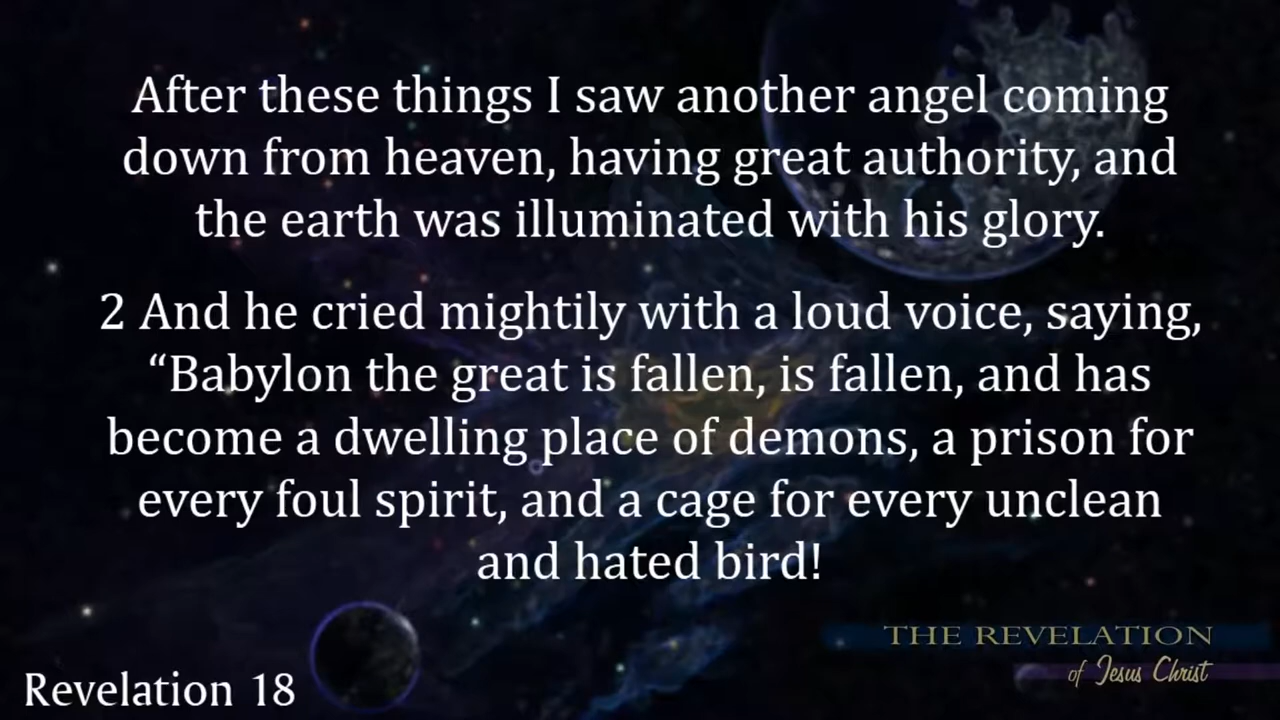 After these things I saw another angel coming
down from heaven, having great authority, and
the earth was illuminated with his glory.
2 And he cried mightily with a loud voice, saying,
“Babylon the great is fallen, is fallen, and has
become a dwelling place of demons, a prison for
every foul spirit, and a cage for every unclean
and hated bird!
THE REVELATION
of Jesus Christ
Revelation 18